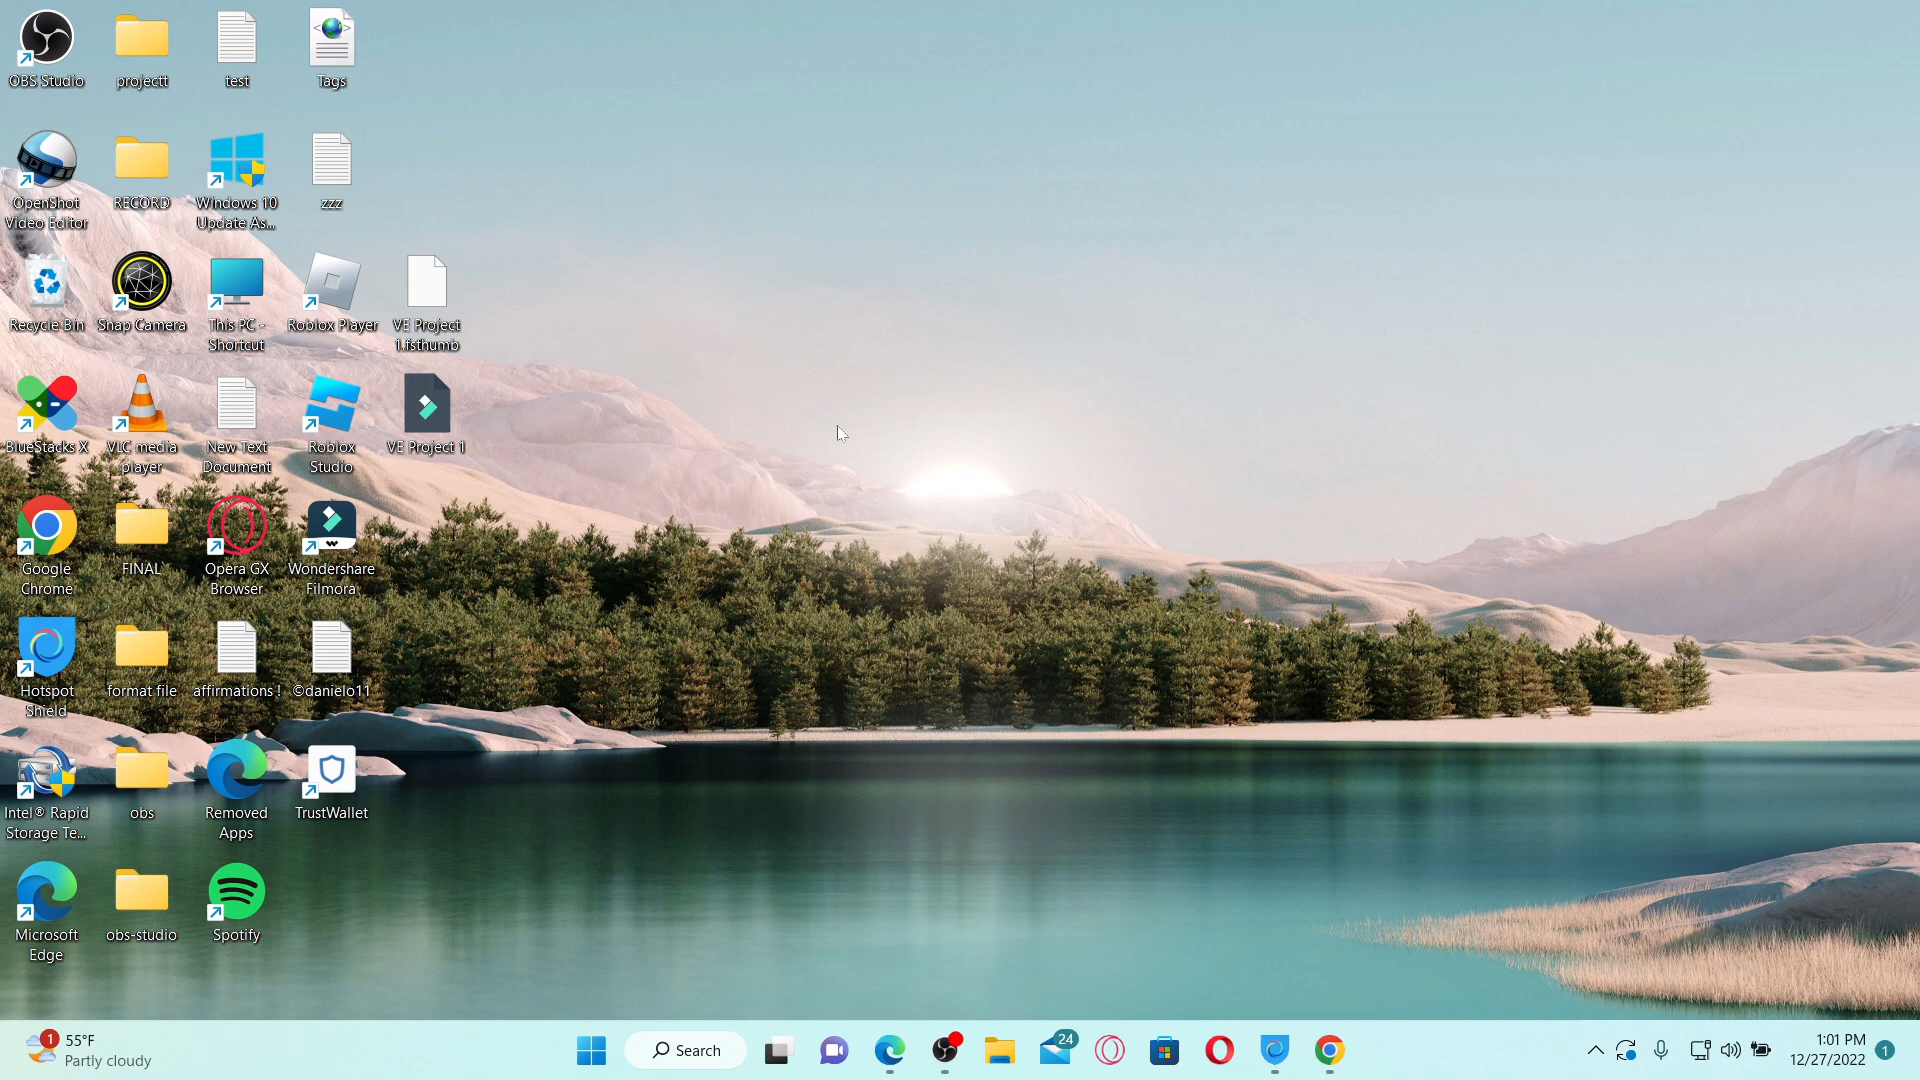 OBS Studio
projectt
test
Tags
OpenShot
Video Editor
RECORD
Windows 10
Update As...
zzz
Recycle Bin
Snap Camera
This PC -
Shortcut
Roblox Player
VE Project
1.fsthumb
BlueStacks X
VLC media
player
New Text
Document
Roblox
Studio
VE Project 1
Google
Chrome
FINAL
Opera GX
Browser
Wondershare
Filmora
Hotspot
Shield
format file
affirmations !
©danielo11
Intel® Rapid
Storage Te...
obs
Removed
Apps
TrustWallet
Microsoft
Edge
obs-studio
Spotify
1
55°F
Partly cloudy
Search
24
1:01 PM
12/27/2022
1